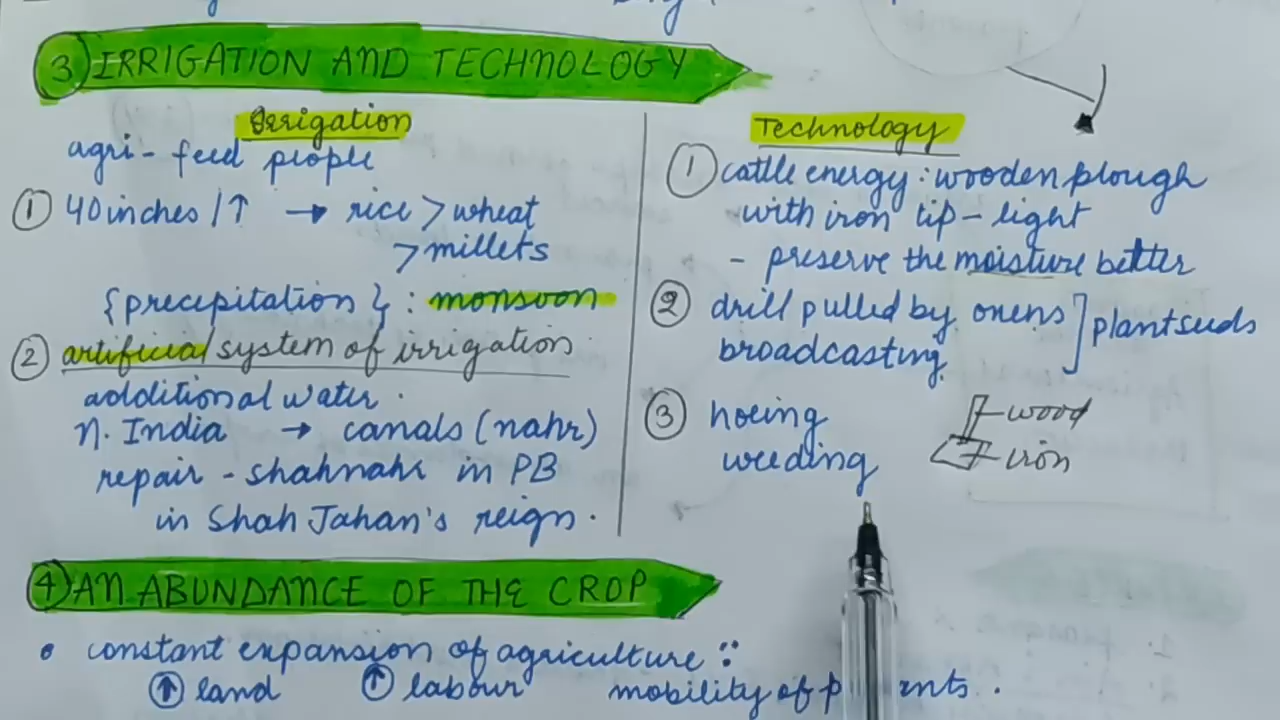 3 IRRIGATION AND TECHNOLOGY
Irrigation
agri - feed people
1 40 inches / ↑ → rice > wheat
> millets
{precepitation} : monsoon
2 artificial system of irrigation
additional water.
N. India → canals (nahr)
repair - shahnahr in PB
in Shah Jahan's reign.
Technology
1 cattle energy : wooden plough
with iron tip - light
- preserve the moisture better
2 drill pulled by oxens
broadcasting
] plant seeds
3 hoeing
weeding
wood
iron
4 AN ABUNDANCE OF THE CROP
• constant expansion of agriculture ::
↑ land ↑ labour mobility of